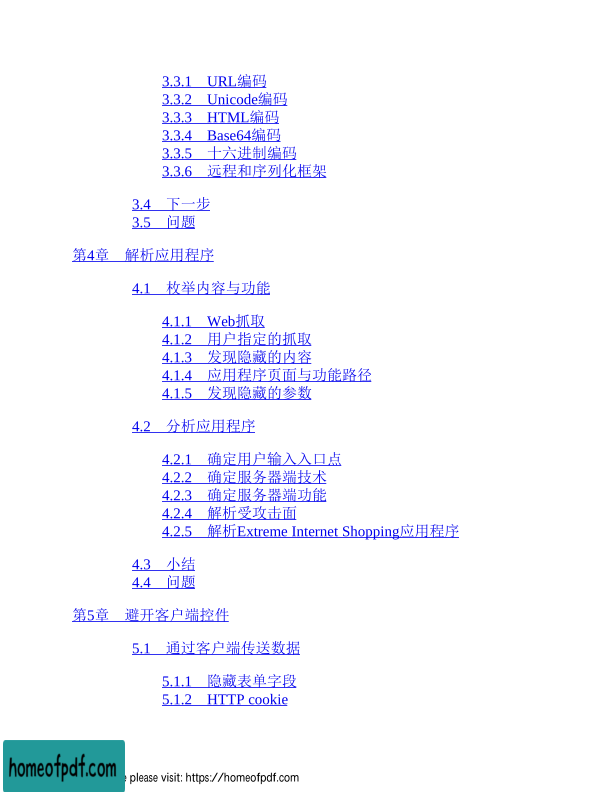 3.3.1　URL编码
3.3.2　Unicode编码
3.3.3　HTML编码
3.3.4　Base64编码
3.3.5　十六进制编码
3.3.6　远程和序列化框架
3.4　下一步
3.5　问题
第4章　解析应用程序
4.1　枚举内容与功能
4.1.1　Web抓取
4.1.2　用户指定的抓取
4.1.3　发现隐藏的内容
4.1.4　应用程序页面与功能路径
4.1.5　发现隐藏的参数
4.2　分析应用程序
4.2.1　确定用户输入入口点
4.2.2　确定服务器端技术
4.2.3　确定服务器端功能
4.2.4　解析受攻击面
4.2.5　解析Extreme Internet Shopping应用程序
4.3　小结
4.4　问题
第5章　避开客户端控件
5.1　通过客户端传送数据
5.1.1　隐藏表单字段
5.1.2　HTTP cookie
homeofpdf.com
please visit: https://homeofpdf.com